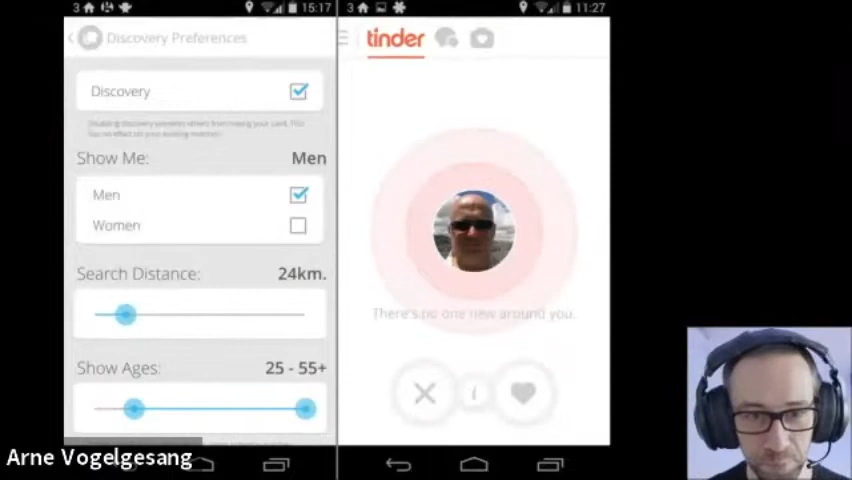 3 15:17
Discovery Preferences
Discovery
Show Me: Men
Men
Women
Search Distance: 24km.
Show Ages: 25 - 55+
3 11:27
tinder
There's no one new around you.
i
Arne Vogelgesang